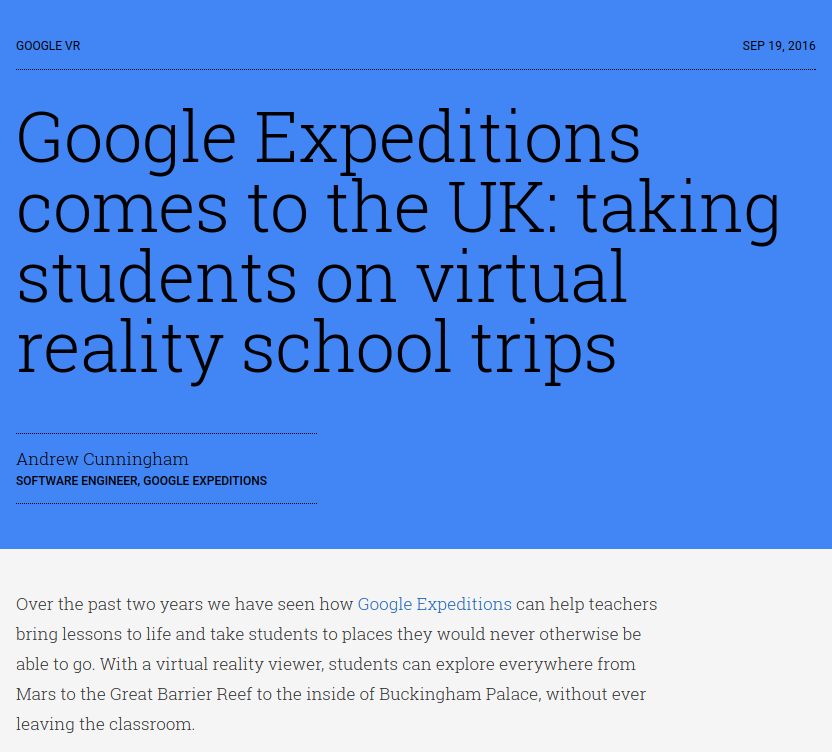 GOOGLE VR
SEP 19, 2016
Google Expeditions
comes to the UK: taking
students on virtual
reality school trips
Andrew Cunningham
SOFTWARE ENGINEER, GOOGLE EXPEDITIONS
Over the past two years we have seen how Google Expeditions can help teachers
bring lessons to life and take students to places they would never otherwise be
able to go. With a virtual reality viewer, students can explore everywhere from
Mars to the Great Barrier Reef to the inside of Buckingham Palace, without ever
leaving the classroom.